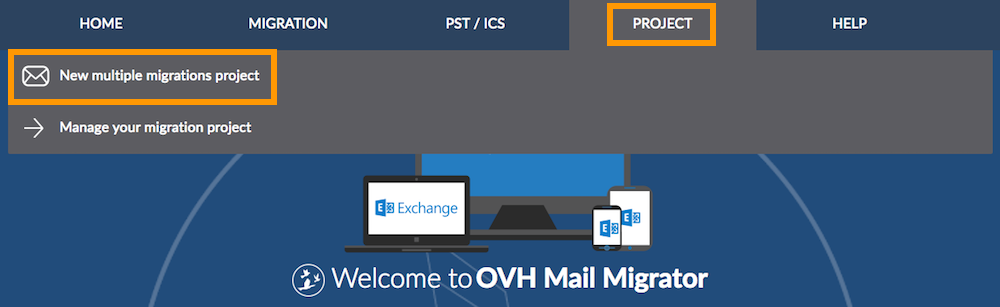 HOME MIGRATION PST / ICS PROJECT HELP
New multiple migrations project
Manage your migration project
E Exchange
E
E
Welcome to OVH Mail Migrator